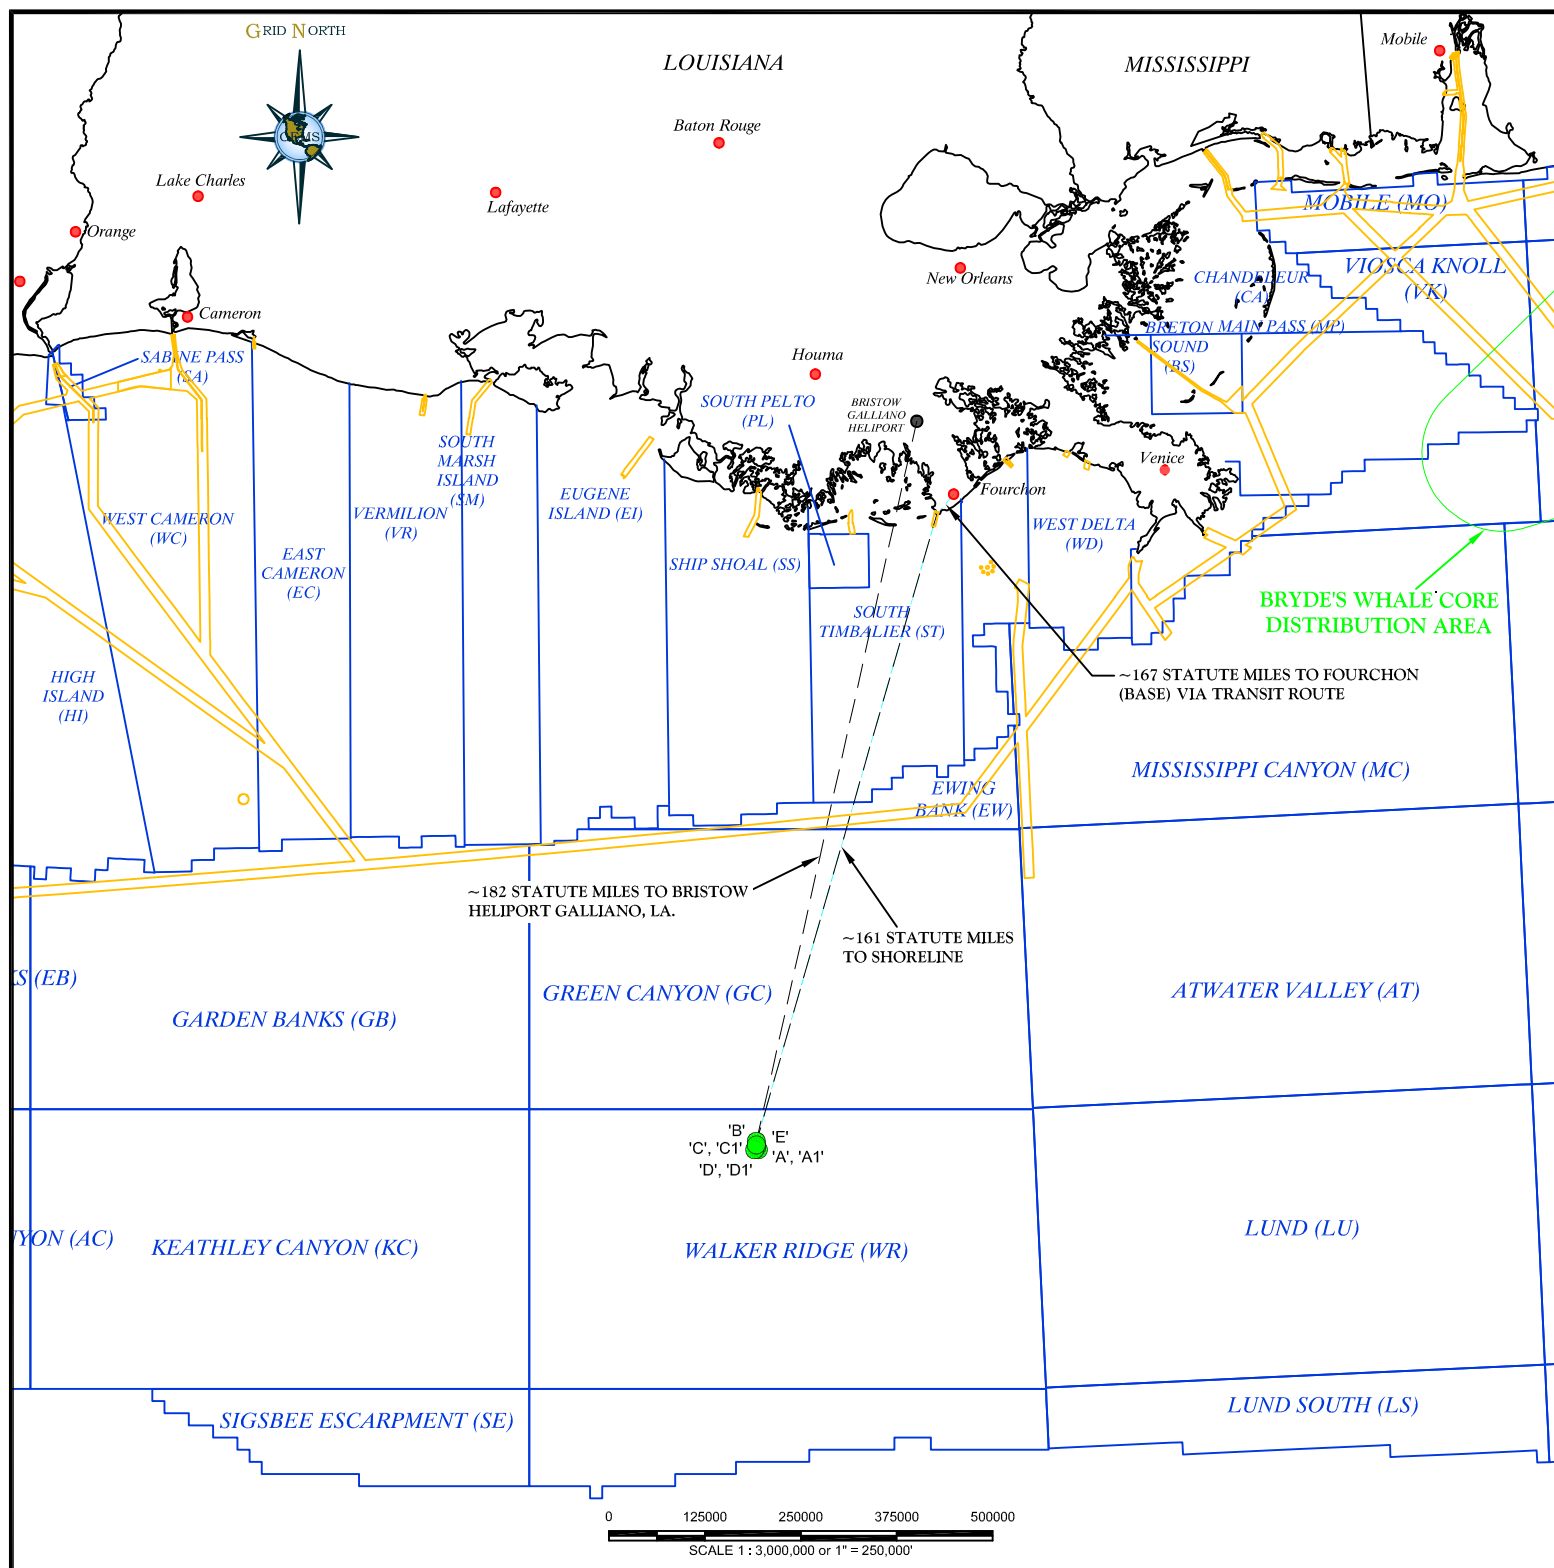 GRID NORTH
GEMS
LOUISIANA
MISSISSIPPI
Mobile
Baton Rouge
Lake Charles
Lafayette
Orange
New Orleans
Cameron
Houma
MOBILE (MO)
VIOSCA KNOLL
(VK)
CHANDELEUR
(CA)
BRETON
SOUND
(BS)
MAIN PASS (MP)
SABINE PASS
(SA)
SOUTH PELTO
(PL)
BRISTOW
GALLIANO
HELIPORT
Venice
Fourchon
SOUTH
MARSH
ISLAND
(SM)
EUGENE
ISLAND (EI)
WEST CAMERON
(WC)
VERMILION
(VR)
EAST
CAMERON
(EC)
WEST DELTA
(WD)
SHIP SHOAL (SS)
SOUTH
TIMBALIER (ST)
BRYDE'S WHALE CORE
DISTRIBUTION AREA
HIGH
ISLAND
(HI)
~167 STATUTE MILES TO FOURCHON
(BASE) VIA TRANSIT ROUTE
MISSISSIPPI CANYON (MC)
EWING
BANK (EW)
~182 STATUTE MILES TO BRISTOW
HELIPORT GALLIANO, LA.
~161 STATUTE MILES
TO SHORELINE
KS (EB)
GARDEN BANKS (GB)
GREEN CANYON (GC)
ATWATER VALLEY (AT)
'B'
'E'
'C', 'C1'
'A', 'A1'
'D', 'D1'
YON (AC)
KEATHLEY CANYON (KC)
WALKER RIDGE (WR)
LUND (LU)
SIGSBEE ESCARPMENT (SE)
LUND SOUTH (LS)
0 125000 250000 375000 500000
SCALE 1 : 3,000,000 or 1" = 250,000'